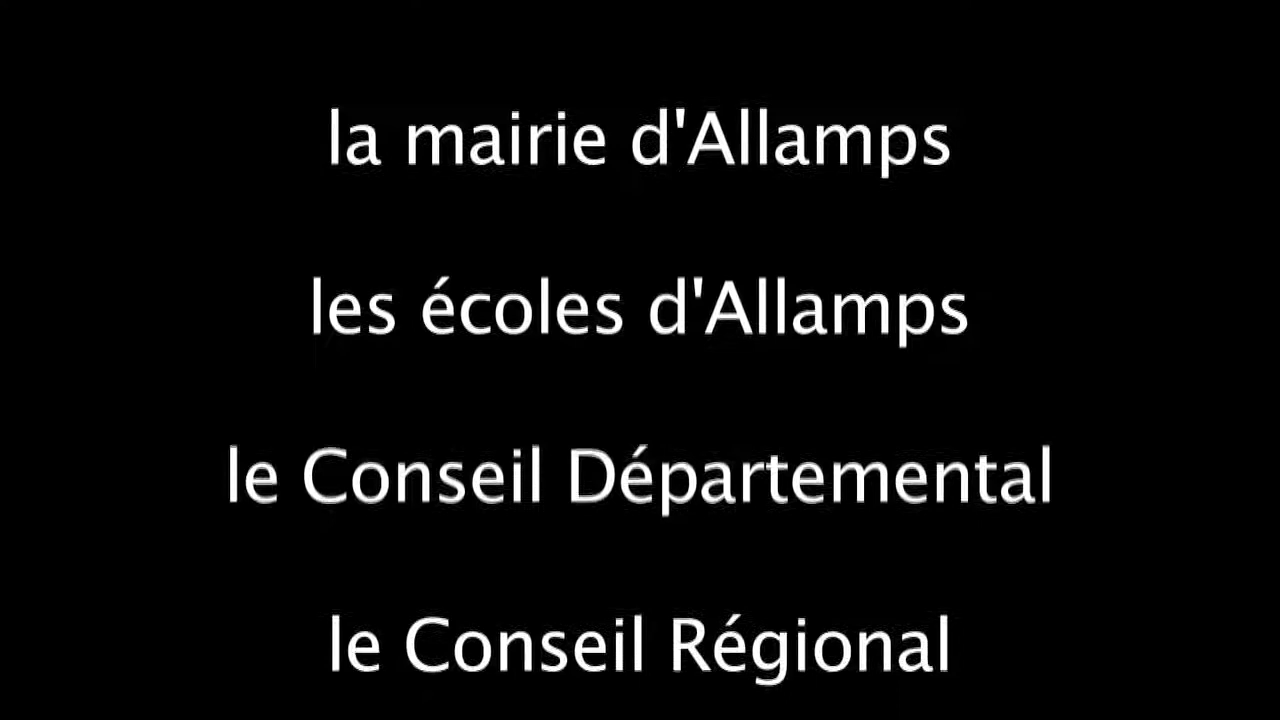 la mairie d'Allamps
les écoles d'Allamps
le Conseil Départemental
le Conseil Régional